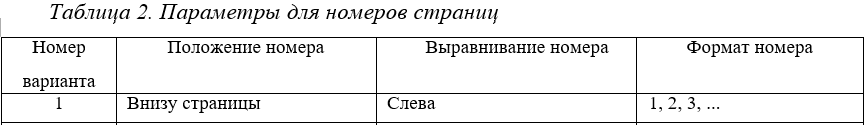 Таблица 2. Параметры для номеров страниц
Номер варианта Положение номера Выравнивание номера Формат номера
1 Внизу страницы Слева 1, 2, 3, ...